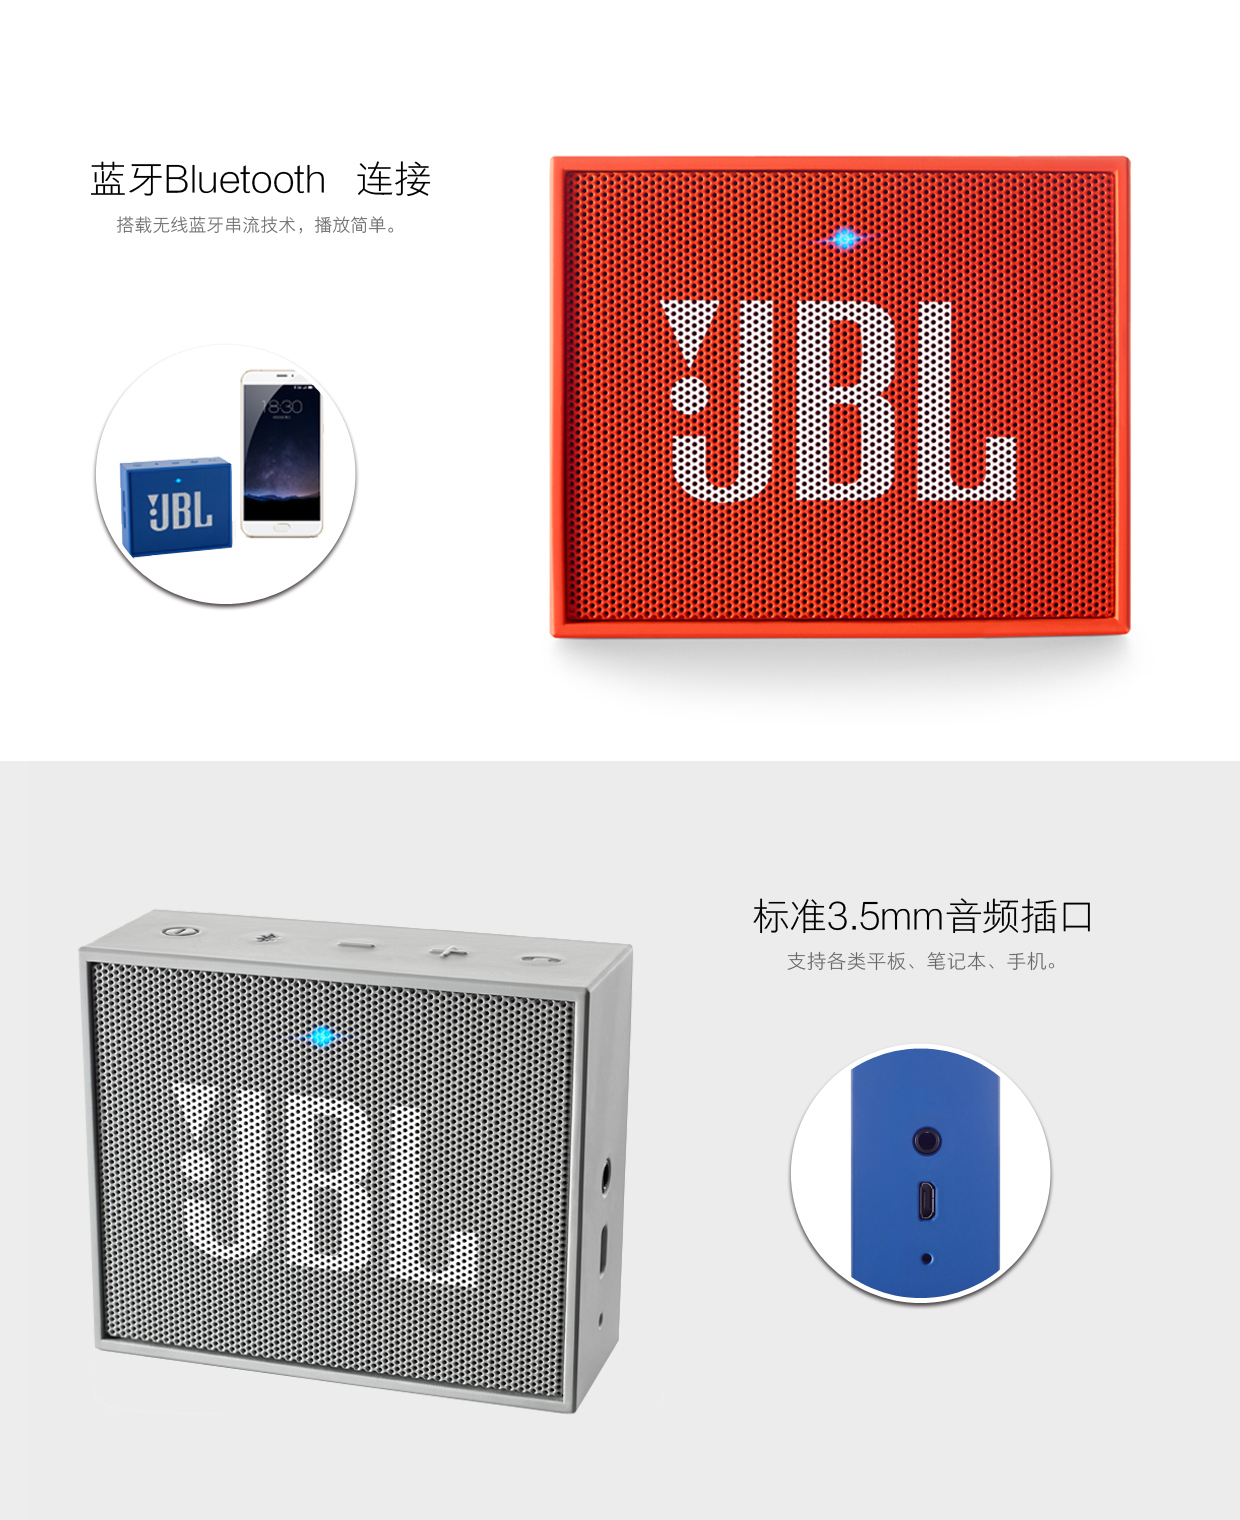 蓝牙Bluetooth 连接
搭载无线蓝牙串流技术，播放简单。
JBL
18:30
JBL
标准3.5mm音频插口
支持各类平板、笔记本、手机。
JBL